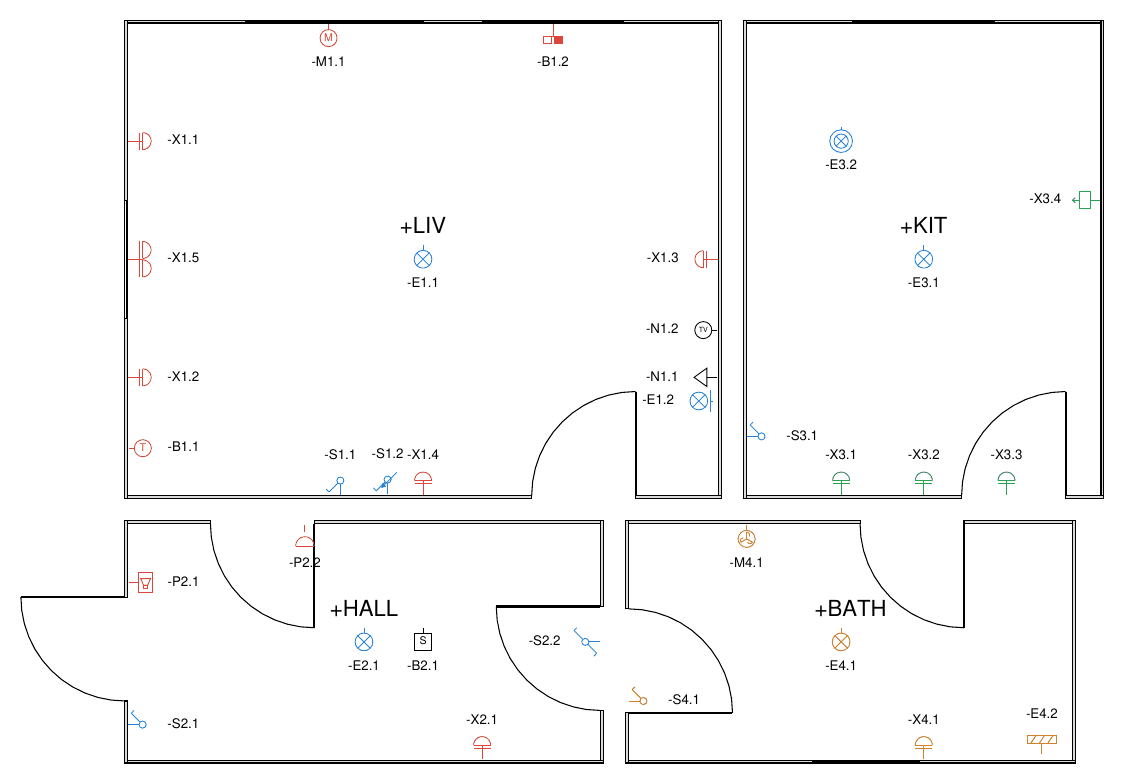 M
-M1.1
-B1.2
-X1.1
-E3.2
-X3.4
+LIV
+KIT
-X1.5
-X1.3
-E1.1
-E3.1
-N1.2
TV
-X1.2
-N1.1
-E1.2
T
-B1.1
-S1.1
-S1.2
-X1.4
-S3.1
-X3.1
-X3.2
-X3.3
-P2.2
-M4.1
-P2.1
+HALL
+BATH
S
-S2.2
-E2.1
-B2.1
-E4.1
-S4.1
-S2.1
-X2.1
-X4.1
-E4.2